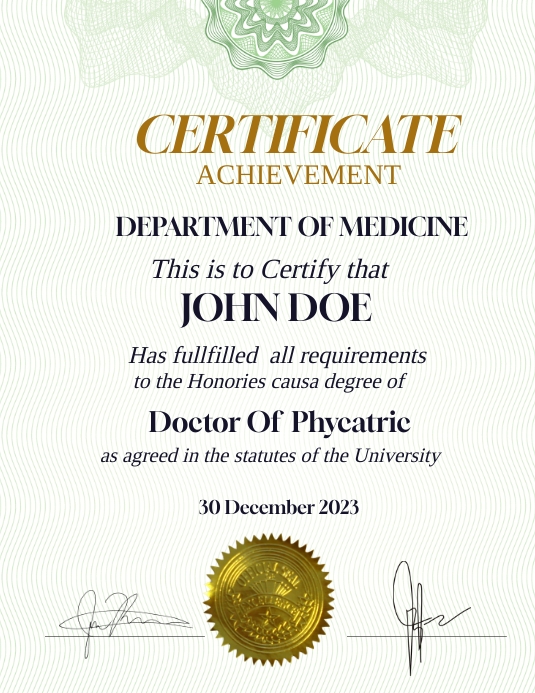 CERTIFICATE
ACHIEVEMENT
DEPARTMENT OF MEDICINE
This is to Certify that
JOHN DOE
Has fullfilled all requirements
to the Honories causa degree of
Doctor Of Phycatric
as agreed in the statutes of the University
30 December 2023